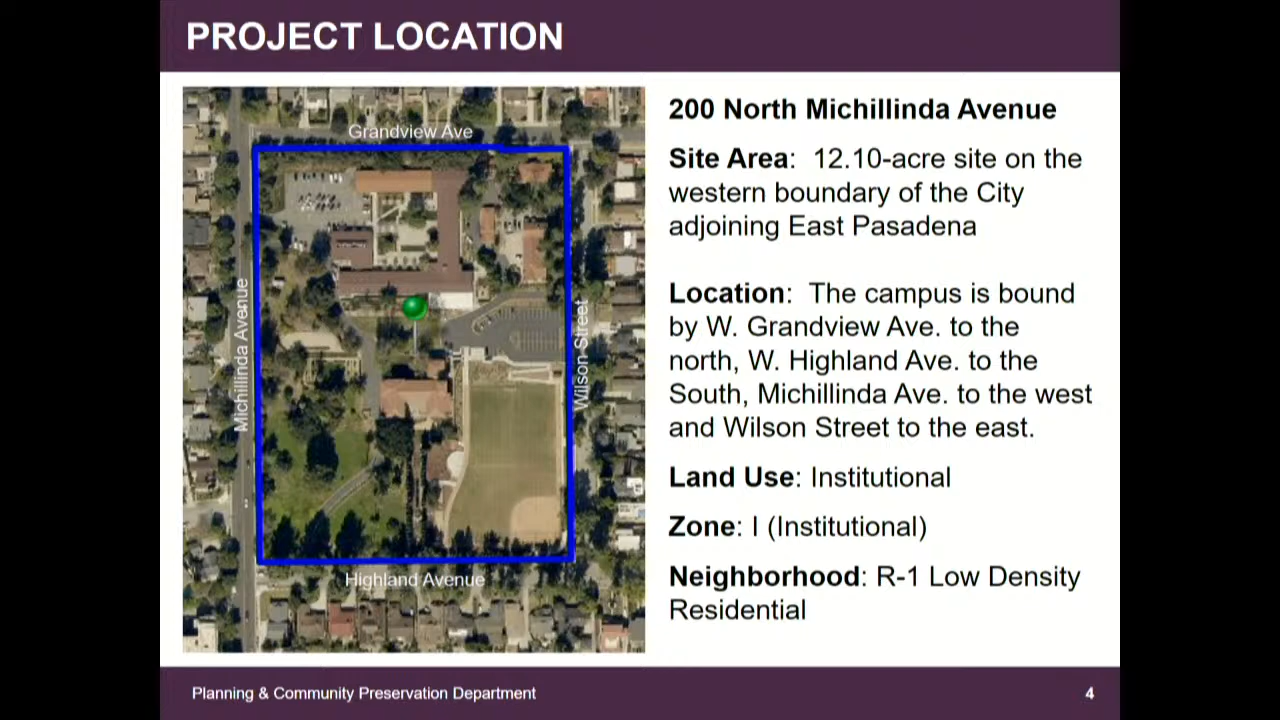 PROJECT LOCATION
Grandview Ave
Michillinda Avenue
Wilson Street
Highland Avenue
200 North Michillinda Avenue
Site Area:  12.10-acre site on the
western boundary of the City
adjoining East Pasadena
Location:  The campus is bound
by W. Grandview Ave. to the
north, W. Highland Ave. to the
South, Michillinda Ave. to the west
and Wilson Street to the east.
Land Use: Institutional
Zone: I (Institutional)
Neighborhood: R-1 Low Density
Residential
Planning & Community Preservation Department
4